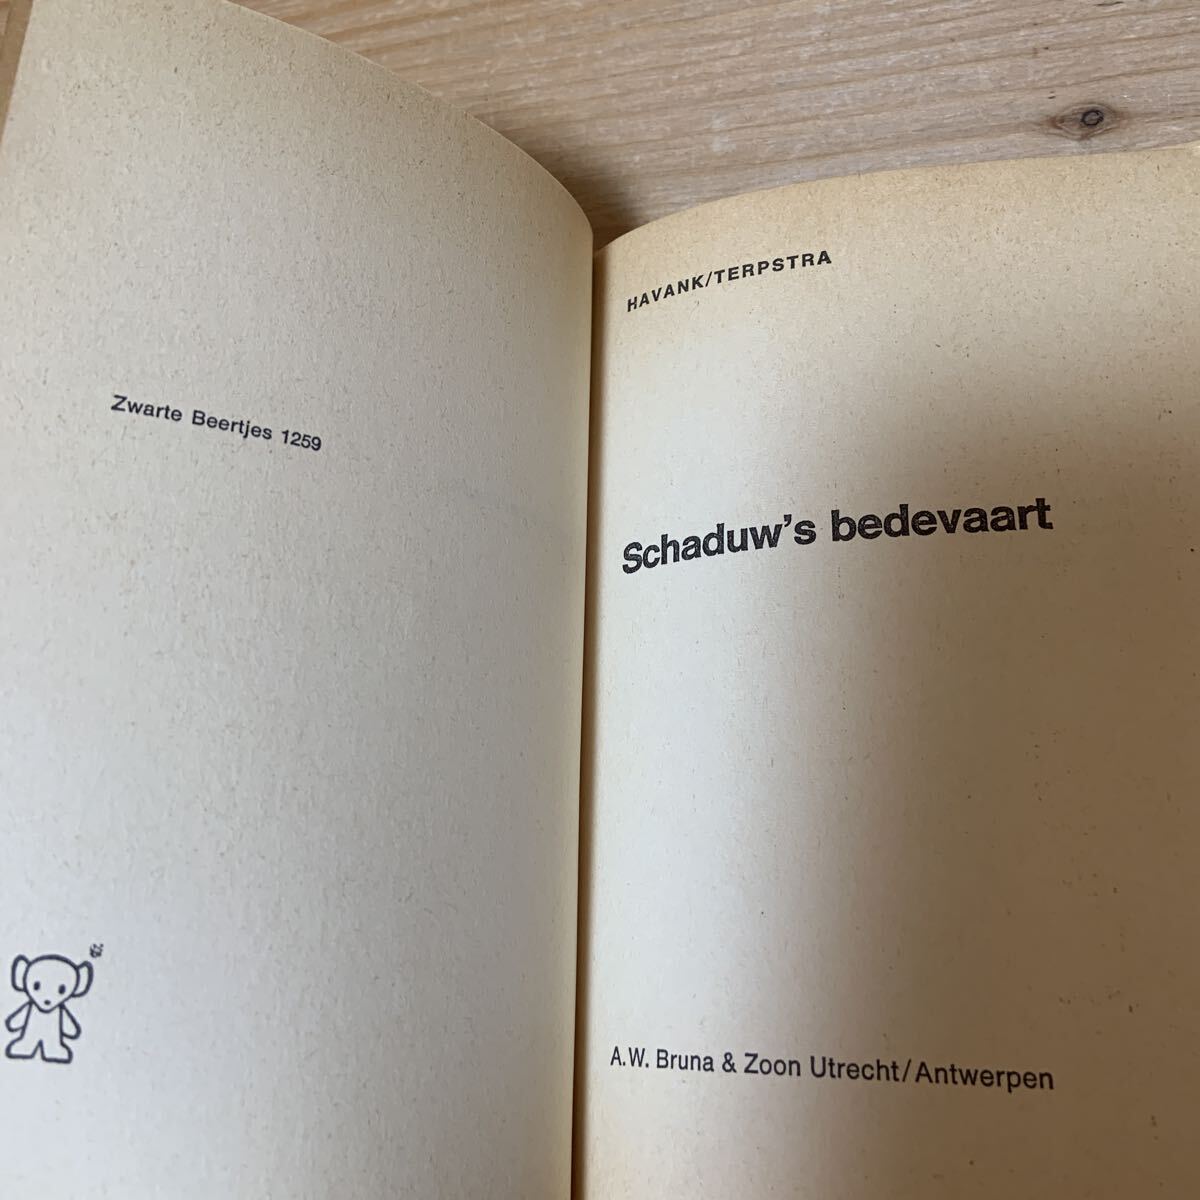 Zwarte Beertjes 1259
HAVANK/TERPSTRA
Schaduw's bedevaart
A.W. Bruna & Zoon Utrecht/Antwerpen